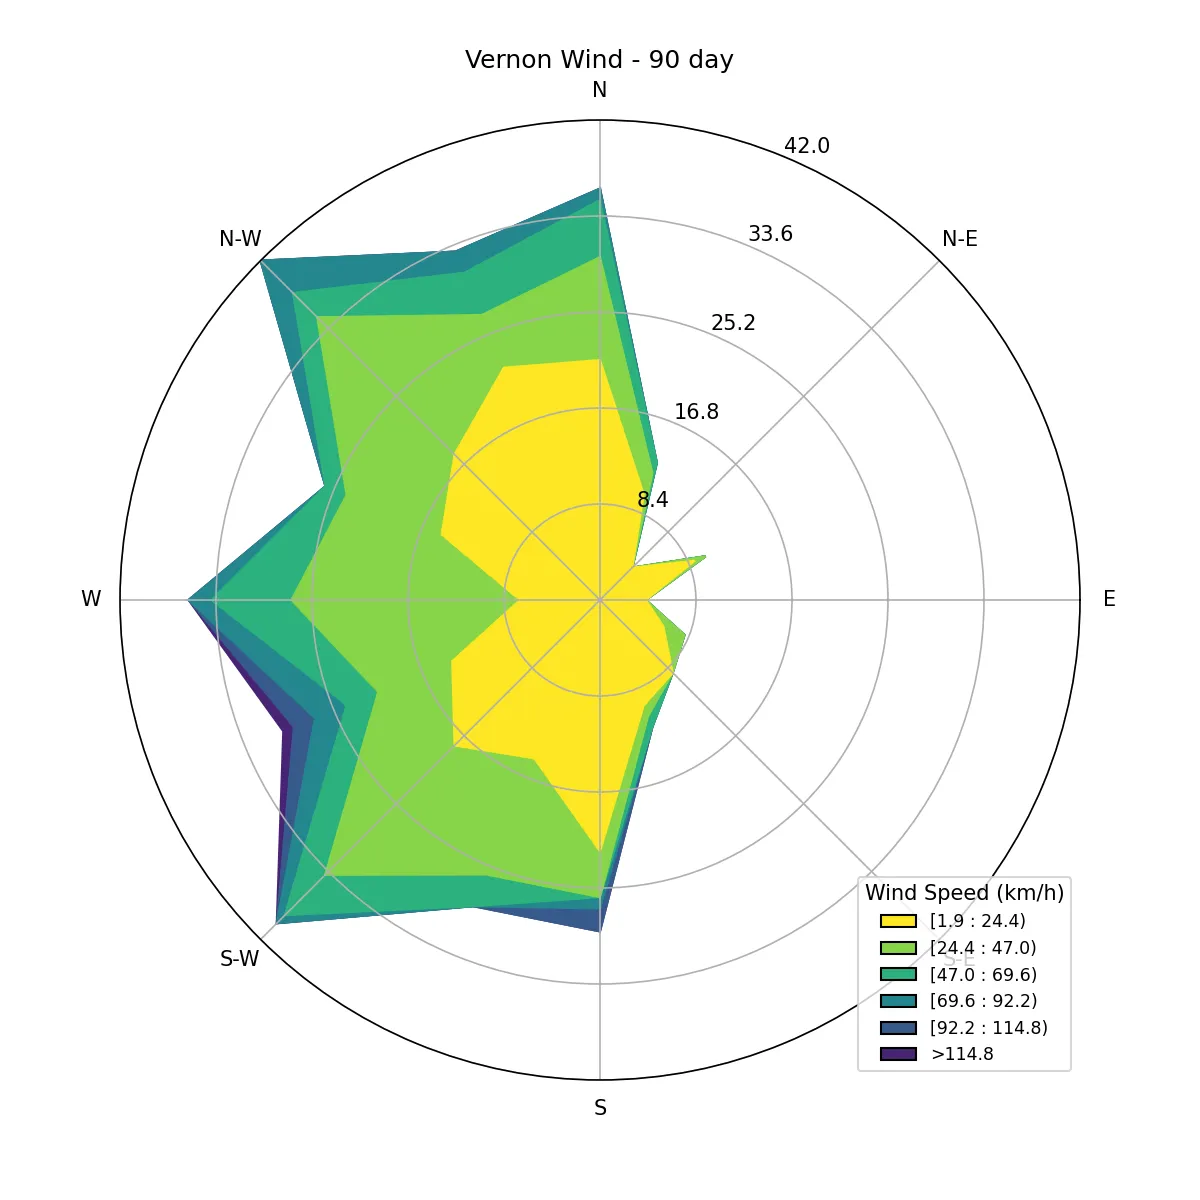 Vernon Wind - 90 day
N
42.0
N-W
33.6
N-E
25.2
16.8
8.4
W
E
S-W
S-E
S
Wind Speed (km/h)
[1.9 : 24.4)
[24.4 : 47.0)
[47.0 : 69.6)
[69.6 : 92.2)
[92.2 : 114.8)
>114.8